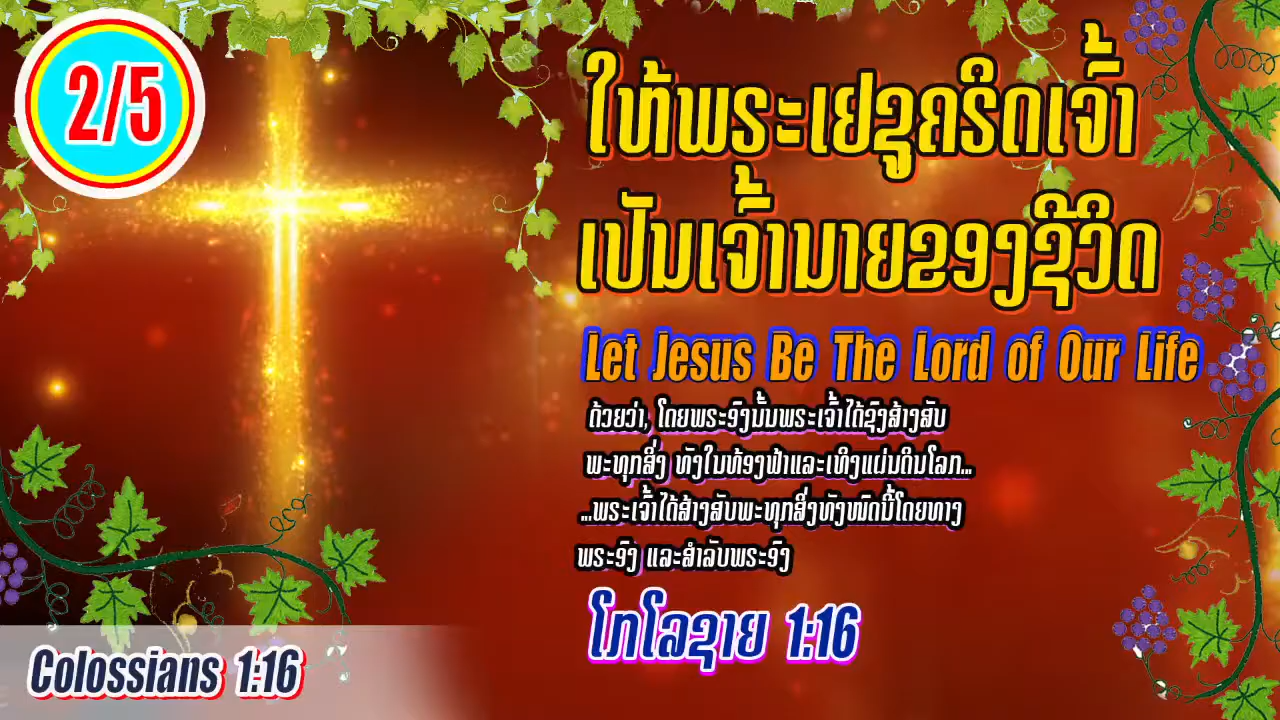 2/5
ໃຫ້ພຣະເຢຊູຄຣິດເຈົ້າ
ເປັນເຈົ້ານາຍຂອງຊີວິດ
Let Jesus Be The Lord of Our Life
ດ້ວຍວ່າ, ໂດຍພຣະອົງນັ້ນພຣະເຈົ້າໄດ້ຊົງສ້າງສັບ
ພະທຸກສິ່ງ ທັງໃນທ້ອງຟ້າແລະເທິງແຜ່ນດິນໂລກ...
...ພຣະເຈົ້າໄດ້ສ້າງສັບພະທຸກສິ່ງທັງໝົດນີ້ໂດຍທາງ
ພຣະອົງ ແລະສຳລັບພຣະອົງ
ໂກໂລຊາຍ 1:16
Colossians 1:16